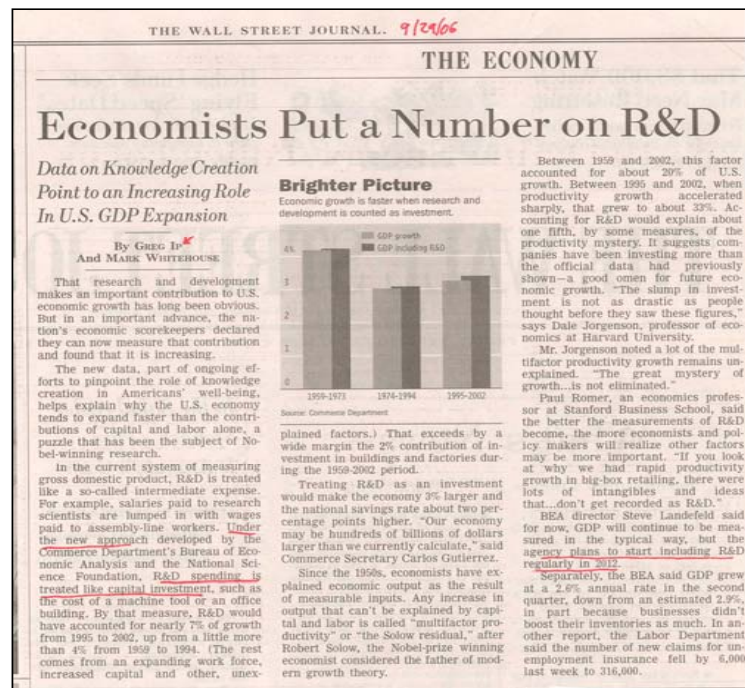 THE WALL STREET JOURNAL. 9/29/06
THE ECONOMY
Economists Put a Number on R&D
Data on Knowledge Creation
Point to an Increasing Role
In U.S. GDP Expansion
By GREG IP
And MARK WHITEHOUSE
That research and development
makes an important contribution to U.S.
economic growth has long been obvious.
But in an important advance, the na-
tion's economic scorekeepers declared
they can now measure that contribution
and found that it is increasing.
The new data, part of ongoing ef-
forts to pinpoint the role of knowledge
creation in Americans' well-being,
helps explain why the U.S. economy
tends to expand faster than the contri-
butions of capital and labor alone, a
puzzle that has been the subject of No-
bel-winning research.
In the current system of measuring
gross domestic product, R&D is treated
like a so-called intermediate expense.
For example, salaries paid to research
scientists are lumped in with wages
paid to assembly-line workers. Under
the new approach developed by the
Commerce Department's Bureau of Eco-
nomic Analysis and the National Sci-
ence Foundation, R&D spending is
treated like capital investment, such as
the cost of a machine tool or an office
building. By that measure, R&D would
have accounted for nearly 7% of growth
from 1995 to 2002, up from a little more
than 4% from 1959 to 1994. (The rest
comes from an expanding work force,
increased capital and other, unex-
Brighter Picture
Economic growth is faster when research and
development is counted as investment.
GDP growth
GDP including R&D
4%
2
1
0
1959-1973 1974-1994 1995-2002
Source: Commerce Department
plained factors.) That exceeds by a
wide margin the 2% contribution of in-
vestment in buildings and factories dur-
ing the 1959-2002 period.
Treating R&D as an investment
would make the economy 3% larger and
the national savings rate about two per-
centage points higher. "Our economy
may be hundreds of billions of dollars
larger than we currently calculate," said
Commerce Secretary Carlos Gutierrez.
Since the 1950s, economists have ex-
plained economic output as the result
of measurable inputs. Any increase in
output that can't be explained by capi-
tal and labor is called "multifactor pro-
ductivity" or "the Solow residual," after
Robert Solow, the Nobel-prize winning
economist considered the father of mod-
ern growth theory.
Between 1959 and 2002, this factor
accounted for about 20% of U.S.
growth. Between 1995 and 2002, when
productivity growth accelerated
sharply, that grew to about 33%. Ac-
counting for R&D would explain about
one fifth, by some measures, of the
productivity mystery. It suggests com-
panies have been investing more than
the official data had previously
shown—a good omen for future eco-
nomic growth. "The slump in invest-
ment is not as drastic as people
thought before they saw these figures,"
says Dale Jorgenson, professor of eco-
nomics at Harvard University.
Mr. Jorgenson noted a lot of the mul-
tifactor productivity growth remains un-
explained. "The great mystery of
growth...is not eliminated."
Paul Romer, an economics profes-
sor at Stanford Business School, said
the better the measurements of R&D
become, the more economists and pol-
icy makers will realize other factors
may be more important. "If you look
at why we had rapid productivity
growth in big-box retailing, there were
lots of intangibles and ideas
that...don't get recorded as R&D."
BEA director Steve Landefeld said
for now, GDP will continue to be mea-
sured in the typical way, but the
agency plans to start including R&D
regularly in 2012.
Separately, the BEA said GDP grew
at a 2.6% annual rate in the second
quarter, down from an estimated 2.9%,
in part because businesses didn't
boost their inventories as much. In an-
other report, the Labor Department
said the number of new claims for un-
employment insurance fell by 6,000
last week to 316,000.